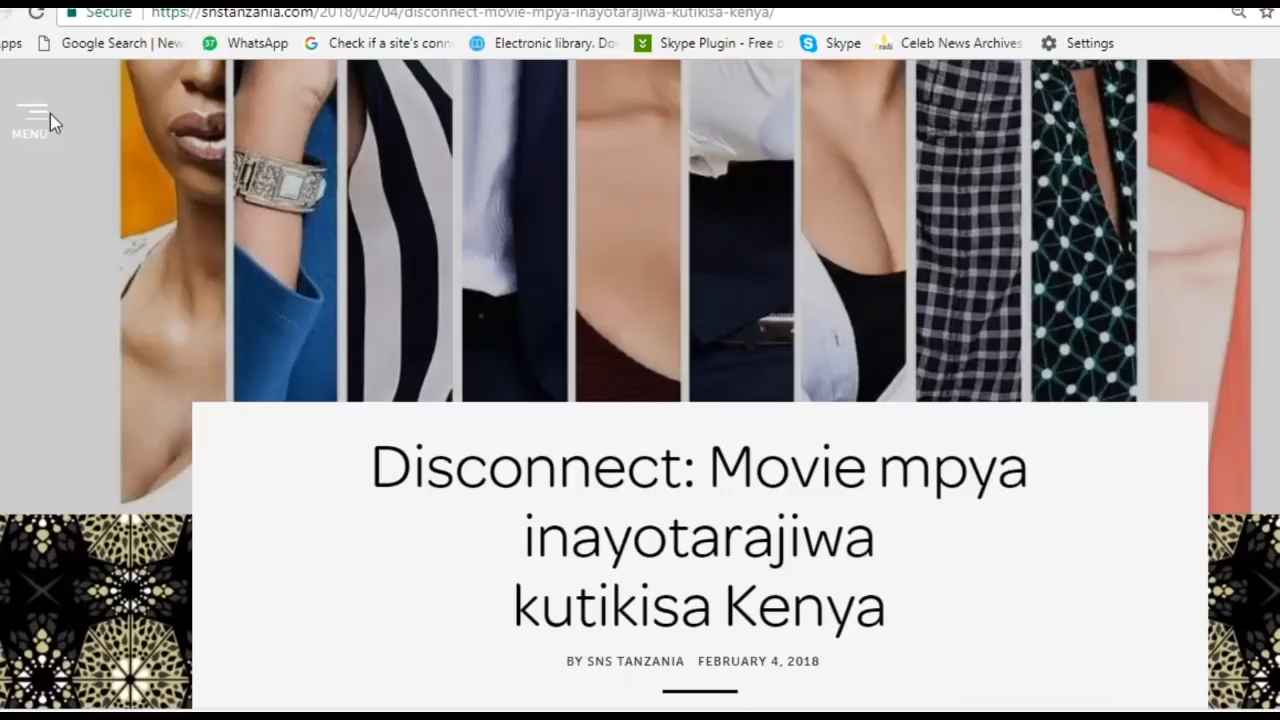 Secure https://snstanzania.com/2018/02/04/disconnect-movie-mpya-inayotarajiwa-kutikisa-kenya/
Google Search | New WhatsApp Check if a site's conn Electronic library. Do Skype Plugin - Free Skype Celeb News Archives Settings
MENU
Disconnect: Movie mpya
inayotarajiwa
kutikisa Kenya
BY SNS TANZANIA FEBRUARY 4, 2018